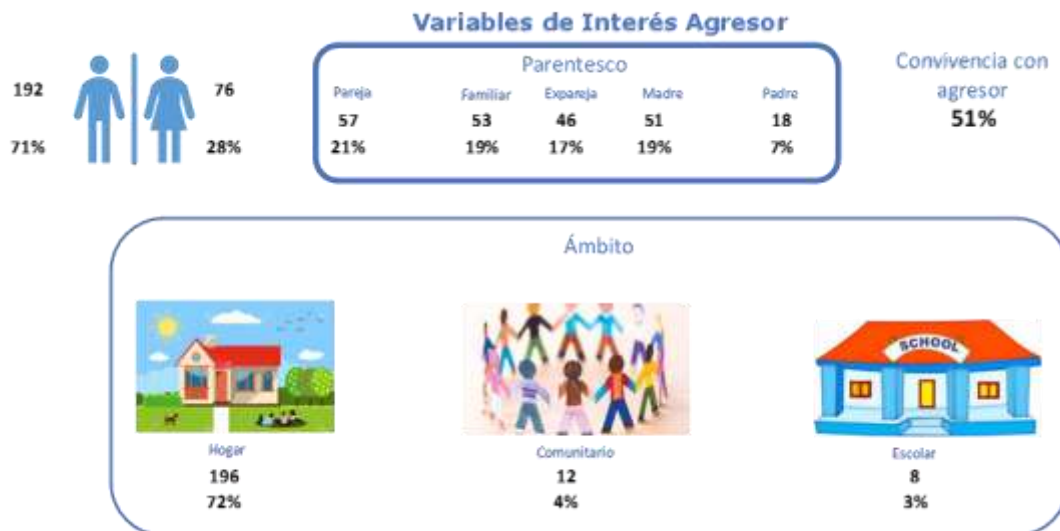 Variables de Interés Agresor
192
71%
76
28%
Parentesco
Pareja Familiar Expareja Madre Padre
57 53 46 51 18
21% 19% 17% 19% 7%
Convivencia con
agresor
51%
Ámbito
SCHOOL
Hogar Comunitario Escolar
196 12 8
72% 4% 3%